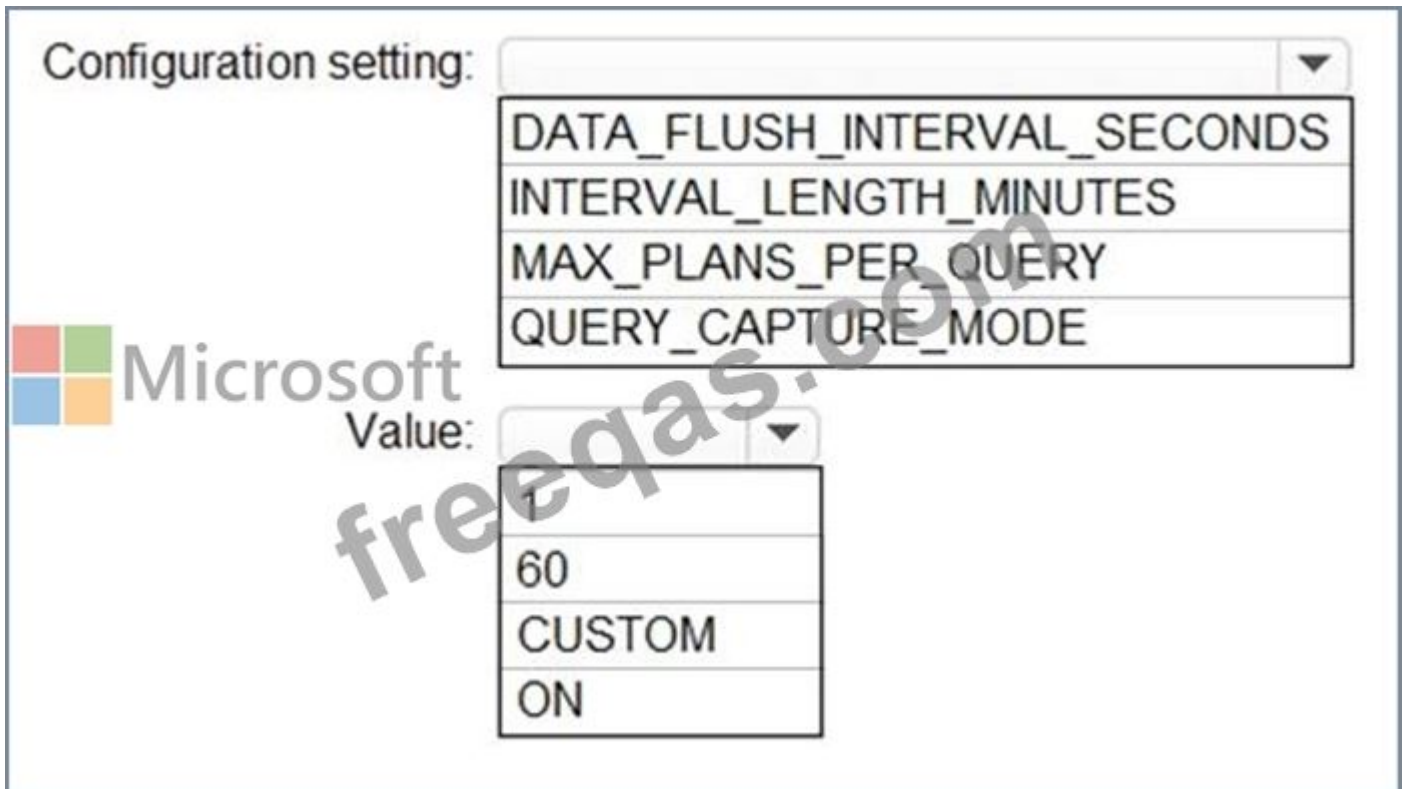 Configuration setting:
DATA_FLUSH_INTERVAL_SECONDS
INTERVAL_LENGTH_MINUTES
MAX_PLANS_PER_QUERY
QUERY_CAPTURE_MODE
Microsoft
Value:
1
60
CUSTOM
ON
freeqas.com